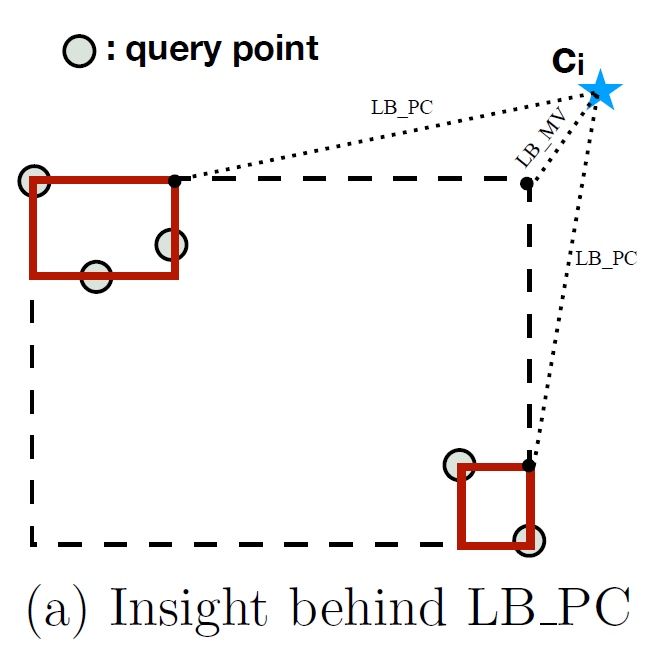 : query point
Ci
LB_PC
LB_MV
LB_PC
(a) Insight behind LB_PC